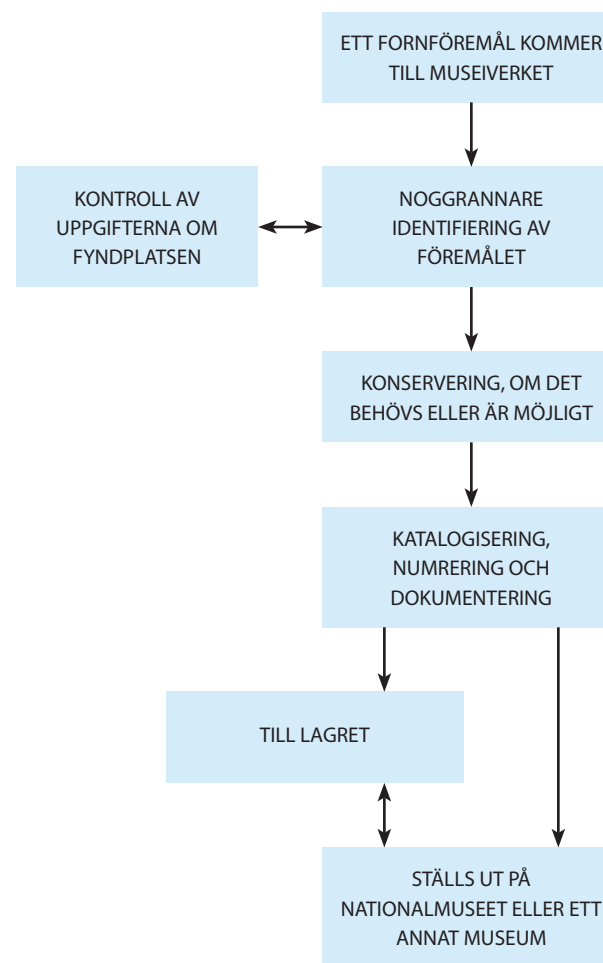 ETT FORNFÖREMÅL KOMMER
TILL MUSEIVERKET
KONTROLL AV
UPPGIFTERNA OM
FYNDPLATSEN
NOGGRANNARE
IDENTIFIERING AV
FÖREMÅLET
KONSERVERING, OM DET
BEHÖVS ELLER ÄR MÖJLIGT
KATALOGISERING,
NUMRERING OCH
DOKUMENTERING
TILL LAGRET
STÄLLS UT PÅ
NATIONALMUSEET ELLER ETT
ANNAT MUSEUM